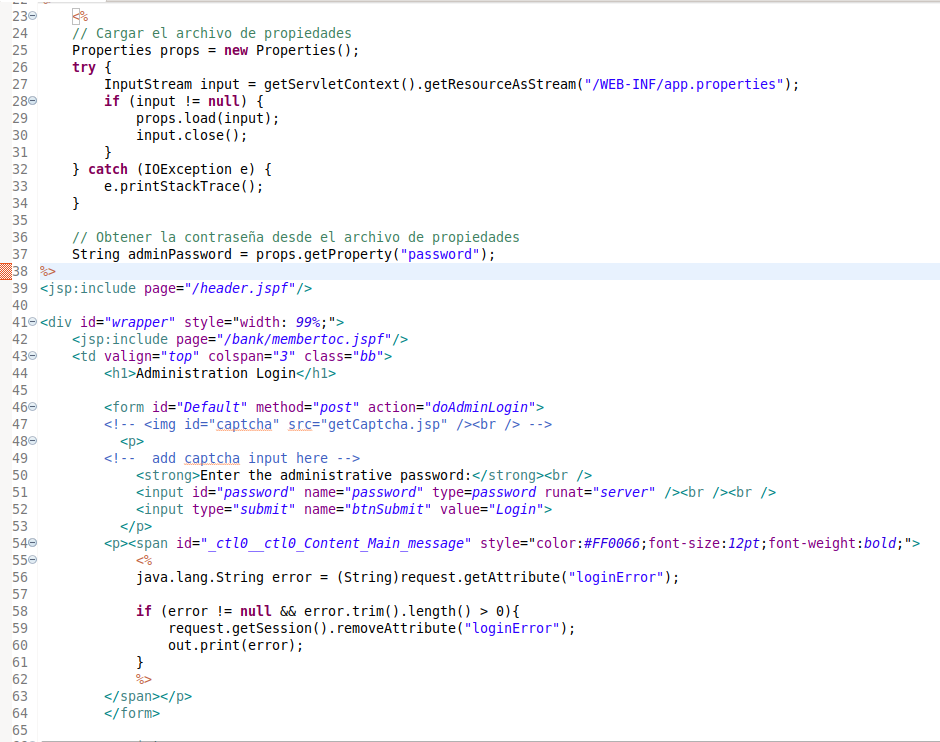 23 <%
24 // Cargar el archivo de propiedades
25 Properties props = new Properties();
26 try {
27 InputStream input = getServletContext().getResourceAsStream("/WEB-INF/app.properties");
28 if (input != null) {
29 props.load(input);
30 input.close();
31 }
32 } catch (IOException e) {
33 e.printStackTrace();
34 }
35
36 // Obtener la contraseña desde el archivo de propiedades
37 String adminPassword = props.getProperty("password");
38 %>
39 <jsp:include page="/header.jspf"/>
40
41 <div id="wrapper" style="width: 99%;">
42 <jsp:include page="/bank/membertoc.jspf"/>
43 <td valign="top" colspan="3" class="bb">
44 <h1>Administration Login</h1>
45
46 <form id="Default" method="post" action="doAdminLogin">
47 <!-- <img id="captcha" src="getCaptcha.jsp" /><br /> -->
48 <p>
49 <!-- add captcha input here -->
50 <strong>Enter the administrative password:</strong><br />
51 <input id="password" name="password" type=password runat="server" /><br /><br />
52 <input type="submit" name="btnSubmit" value="Login">
53 </p>
54 <p><span id="_ctl0__ctl0_Content_Main_message" style="color:#FF0066;font-size:12pt;font-weight:bold;">
55 <%
56 java.lang.String error = (String)request.getAttribute("loginError");
57
58 if (error != null && error.trim().length() > 0){
59 request.getSession().removeAttribute("loginError");
60 out.print(error);
61 }
62 %>
63 </span></p>
64 </form>
65